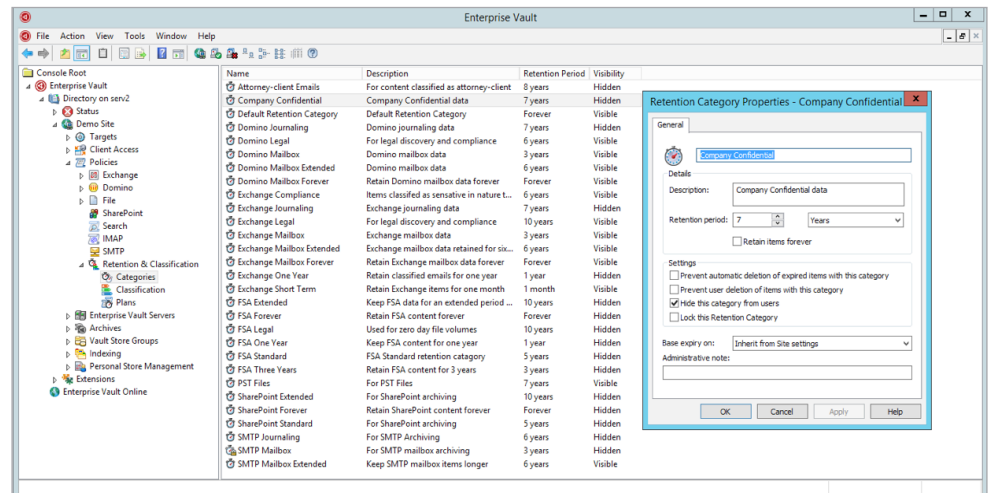 Enterprise Vault
File Action View Tools Window Help
Console Root
Enterprise Vault
Directory on serv2
Status
Demo Site
Targets
Client Access
Policies
Exchange
Domino
File
SharePoint
Search
IMAP
SMTP
Retention & Classification
Categories
Classification
Plans
Enterprise Vault Servers
Archives
Vault Store Groups
Indexing
Personal Store Management
Extensions
Enterprise Vault Online
Name Description Retention Period Visibility
Attorney-client Emails For content classified as attorney-client 8 years Hidden
Company Confidential Company Confidential data 7 years Hidden
Default Retention Category Default Retention Category Forever Visible
Domino Journaling Domino journaling data 7 years Hidden
Domino Legal For legal discovery and compliance 6 years Visible
Domino Mailbox Domino mailbox data 3 years Visible
Domino Mailbox Extended Domino mailbox data 6 years Visible
Domino Mailbox Forever Retain Domino mailbox data forever Forever Visible
Exchange Compliance Items classifed as sensative in nature t... 6 years Visible
Exchange Journaling Exchange journaling data 7 years Hidden
Exchange Legal For legal discovery and compliance 10 years Visible
Exchange Mailbox Exchange mailbox data 3 years Visible
Exchange Mailbox Extended Exchange mailbox data retained for six... 6 years Visible
Exchange Mailbox Forever Retain Exchange mailbox data forever Forever Visible
Exchange One Year Retain classified emails for one year 1 year Hidden
Exchange Short Term Retain Exchange items for one month 1 month Visible
FSA Extended Keep FSA data for an extended period ... 10 years Hidden
FSA Forever Retain FSA content forever Forever Hidden
FSA Legal Used for zero day file volumes 10 years Hidden
FSA One Year Keep FSA content for one year 1 year Hidden
FSA Standard FSA Standard retention catagory 5 years Hidden
FSA Three Years Retain FSA content for 3 years 3 years Hidden
PST Files For PST Files 7 years Visible
SharePoint Extended For SharePoint archiving 10 years Hidden
SharePoint Forever Retain SharePoint content forever Forever Hidden
SharePoint Standard For SharePoint archiving 5 years Hidden
SMTP Journaling For SMTP Archiving 6 years Hidden
SMTP Mailbox For SMTP mailbox archiving 3 years Hidden
SMTP Mailbox Extended Keep SMTP mailbox items longer 6 years Visible
Retention Category Properties - Company Confidential
General
Company Confidential
Details
Description: Company Confidential data
Retention period: 7 Years
Retain items forever
Settings
Prevent automatic deletion of expired items with this category
Prevent user deletion of items with this category
Hide this category from users
Lock this Retention Category
Base expiry on: Inherit from Site settings
Administrative note:
OK Cancel Apply Help